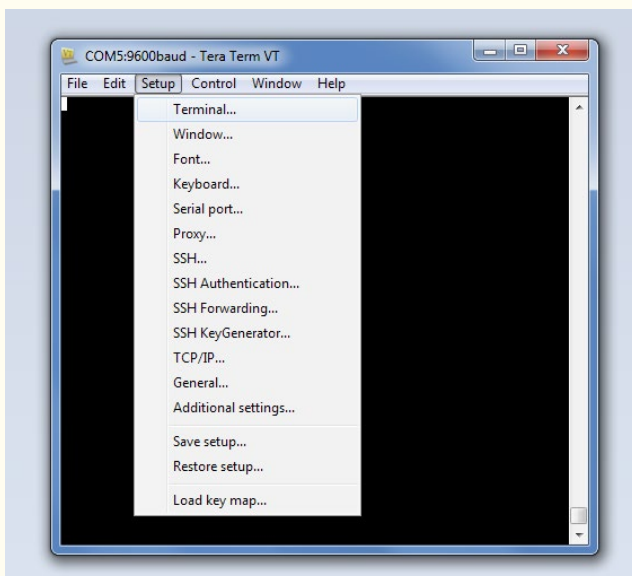 COM5:9600baud - Tera Term VT
File Edit Setup Control Window Help
Terminal...
Window...
Font...
Keyboard...
Serial port...
Proxy...
SSH...
SSH Authentication...
SSH Forwarding...
SSH KeyGenerator...
TCP/IP...
General...
Additional settings...
Save setup...
Restore setup...
Load key map...